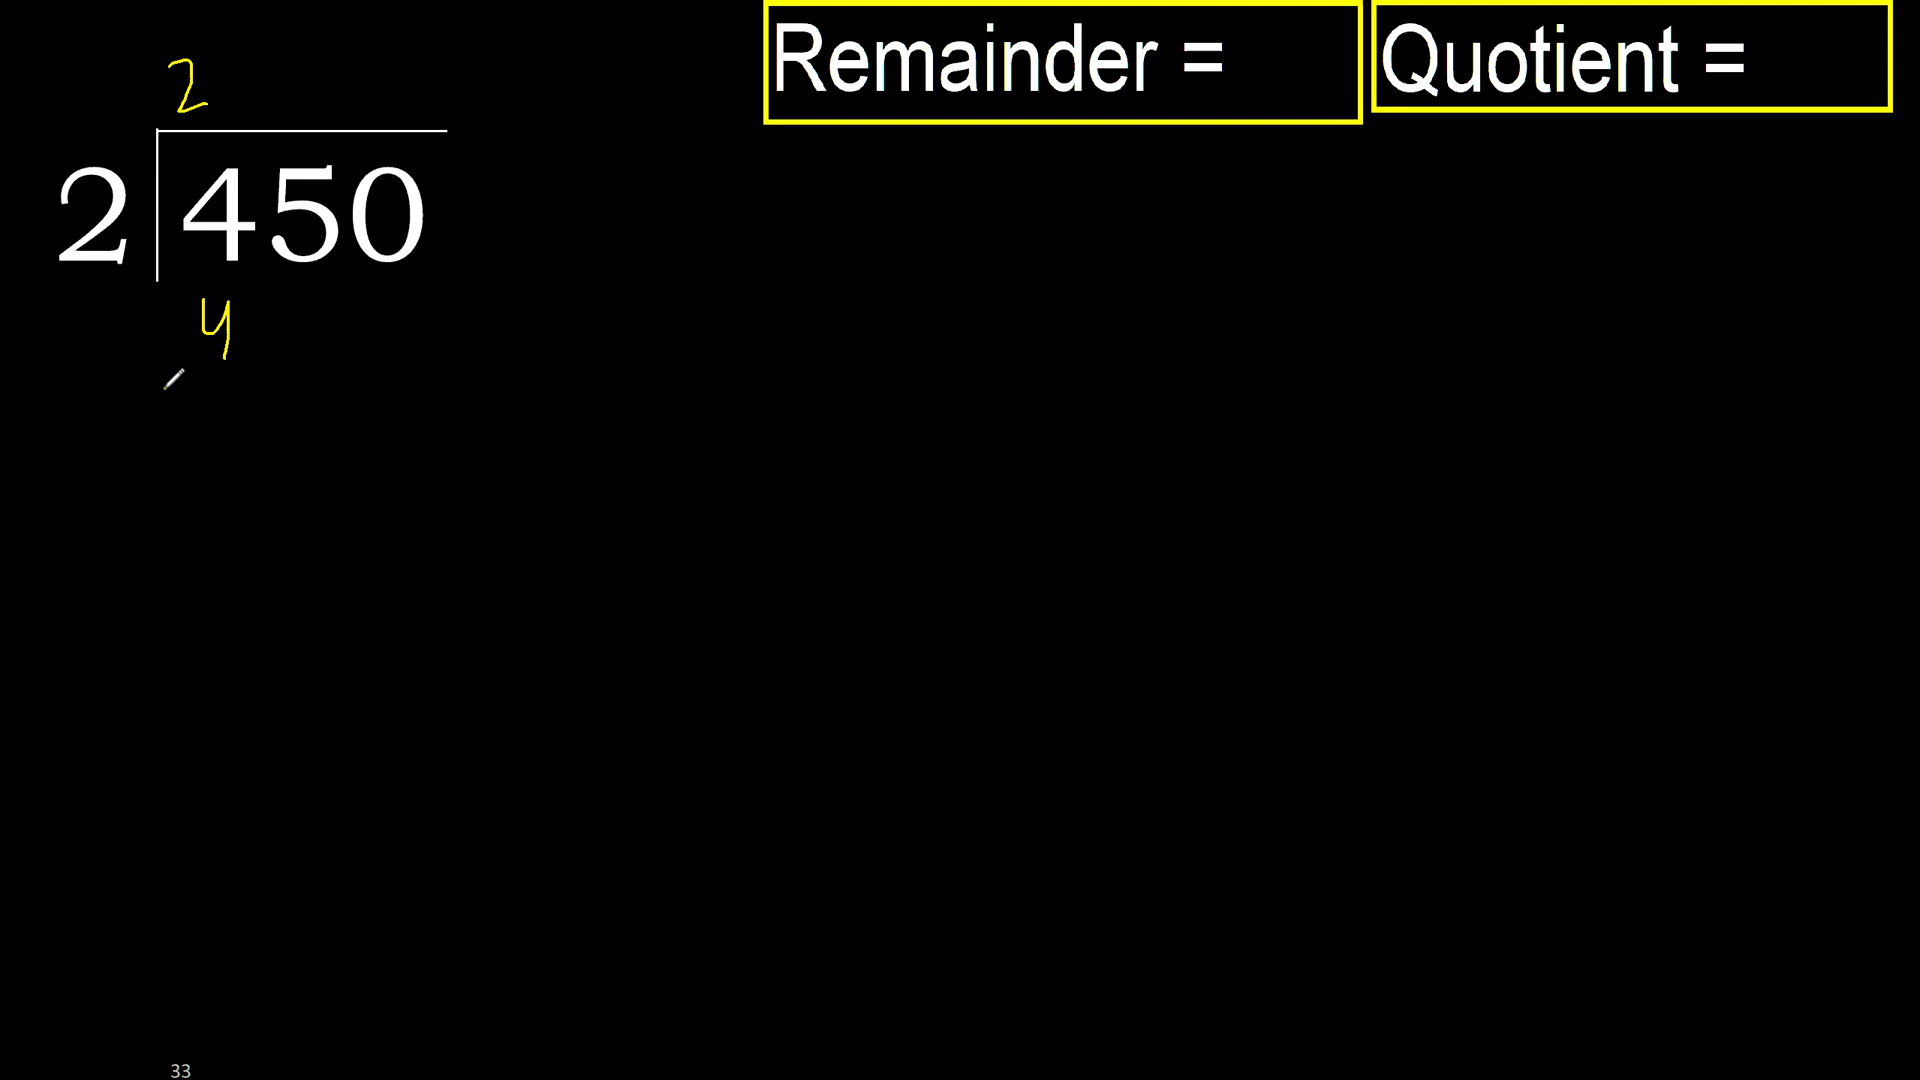 Remainder =
Quotient =
2
2 450
4
33